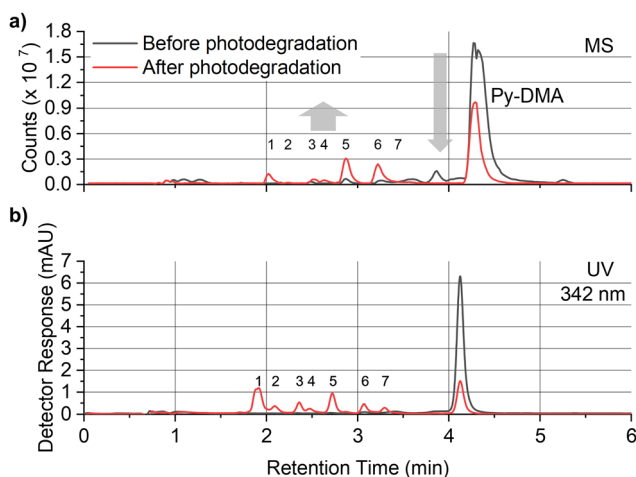 a)
1.8
1.5
1.2
0.9
0.6
0.3
0.0
Counts (x 10⁷)
Before photodegradation
After photodegradation
MS
Py-DMA
1 2 3 4 5 6 7
b)
7
6
5
4
3
2
1
0
Detector Response (mAU)
UV
342 nm
1 2 3 4 5 6 7
0 1 2 3 4 5 6
Retention Time (min)